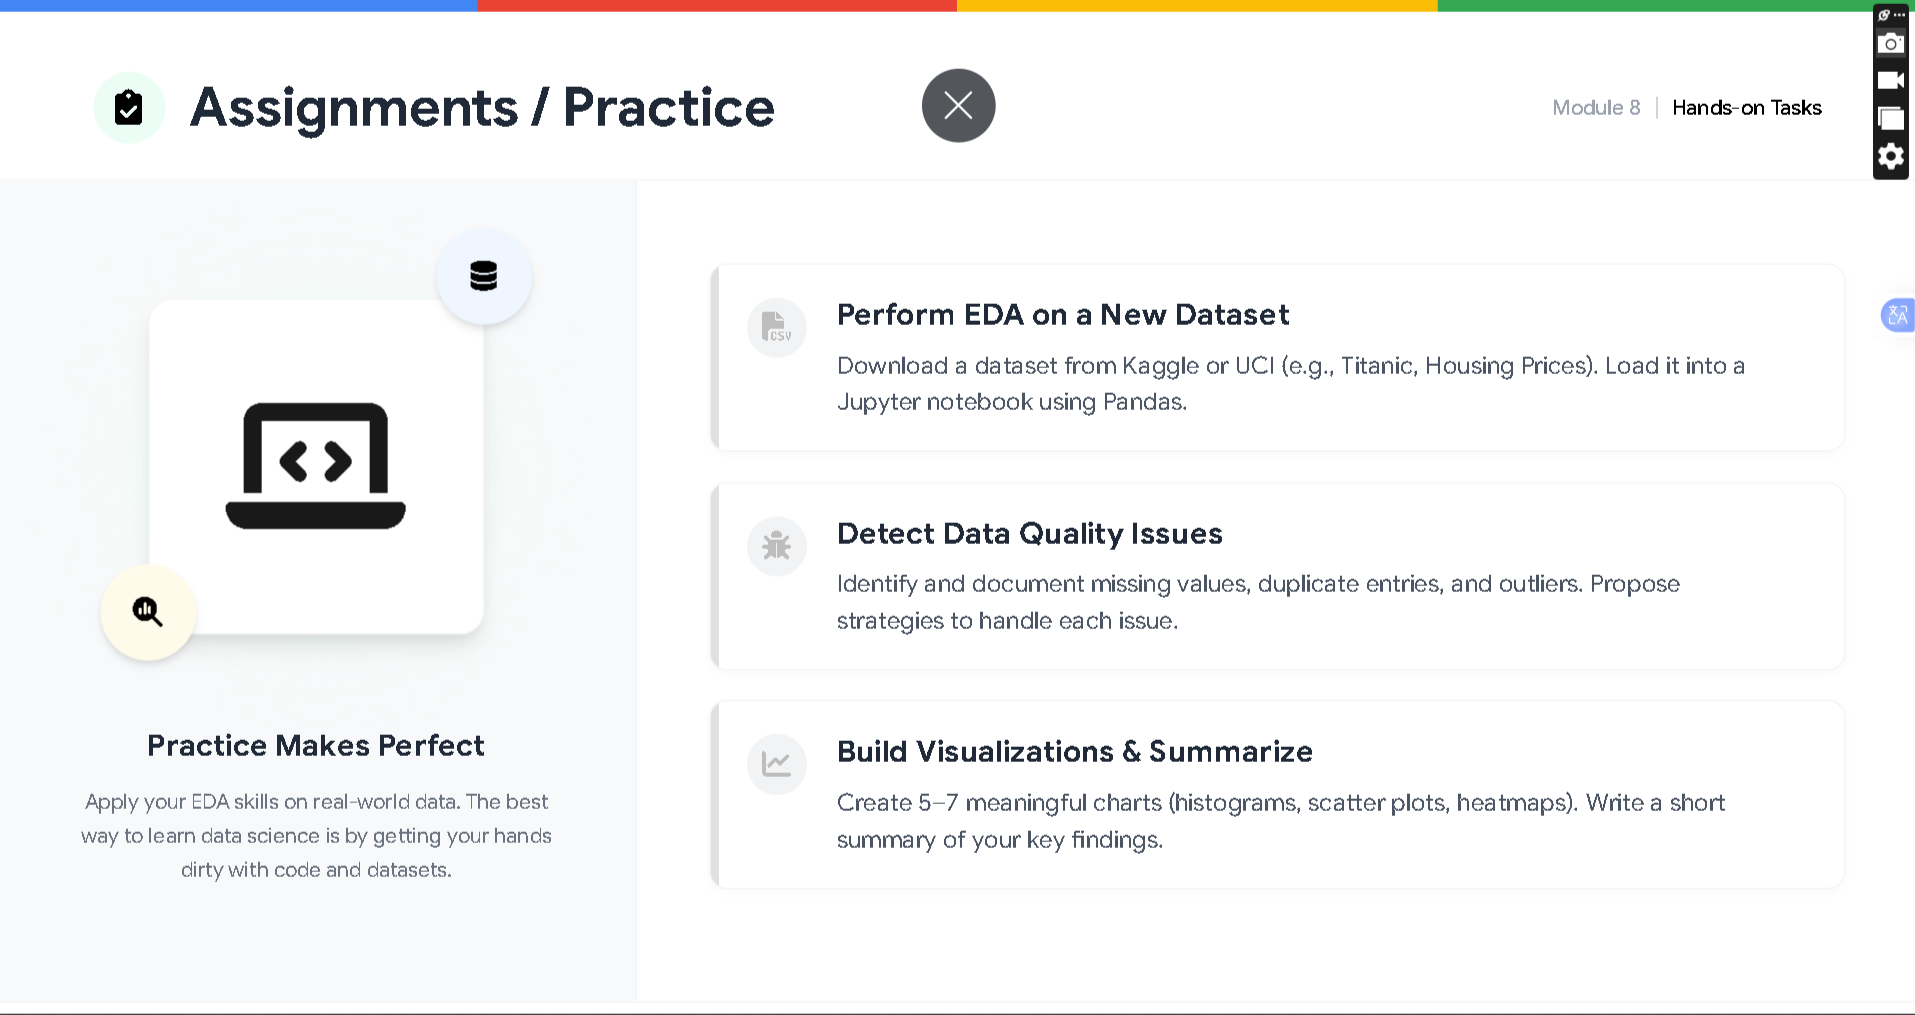 Assignments / Practice
Module 8
Hands-on Tasks
Practice Makes Perfect
Apply your EDA skills on real-world data. The best
way to learn data science is by getting your hands
dirty with code and datasets.
CSV
Perform EDA on a New Dataset
Download a dataset from Kaggle or UCI (e.g., Titanic, Housing Prices). Load it into a
Jupyter notebook using Pandas.
Detect Data Quality Issues
Identify and document missing values, duplicate entries, and outliers. Propose
strategies to handle each issue.
Build Visualizations & Summarize
Create 5–7 meaningful charts (histograms, scatter plots, heatmaps). Write a short
summary of your key findings.